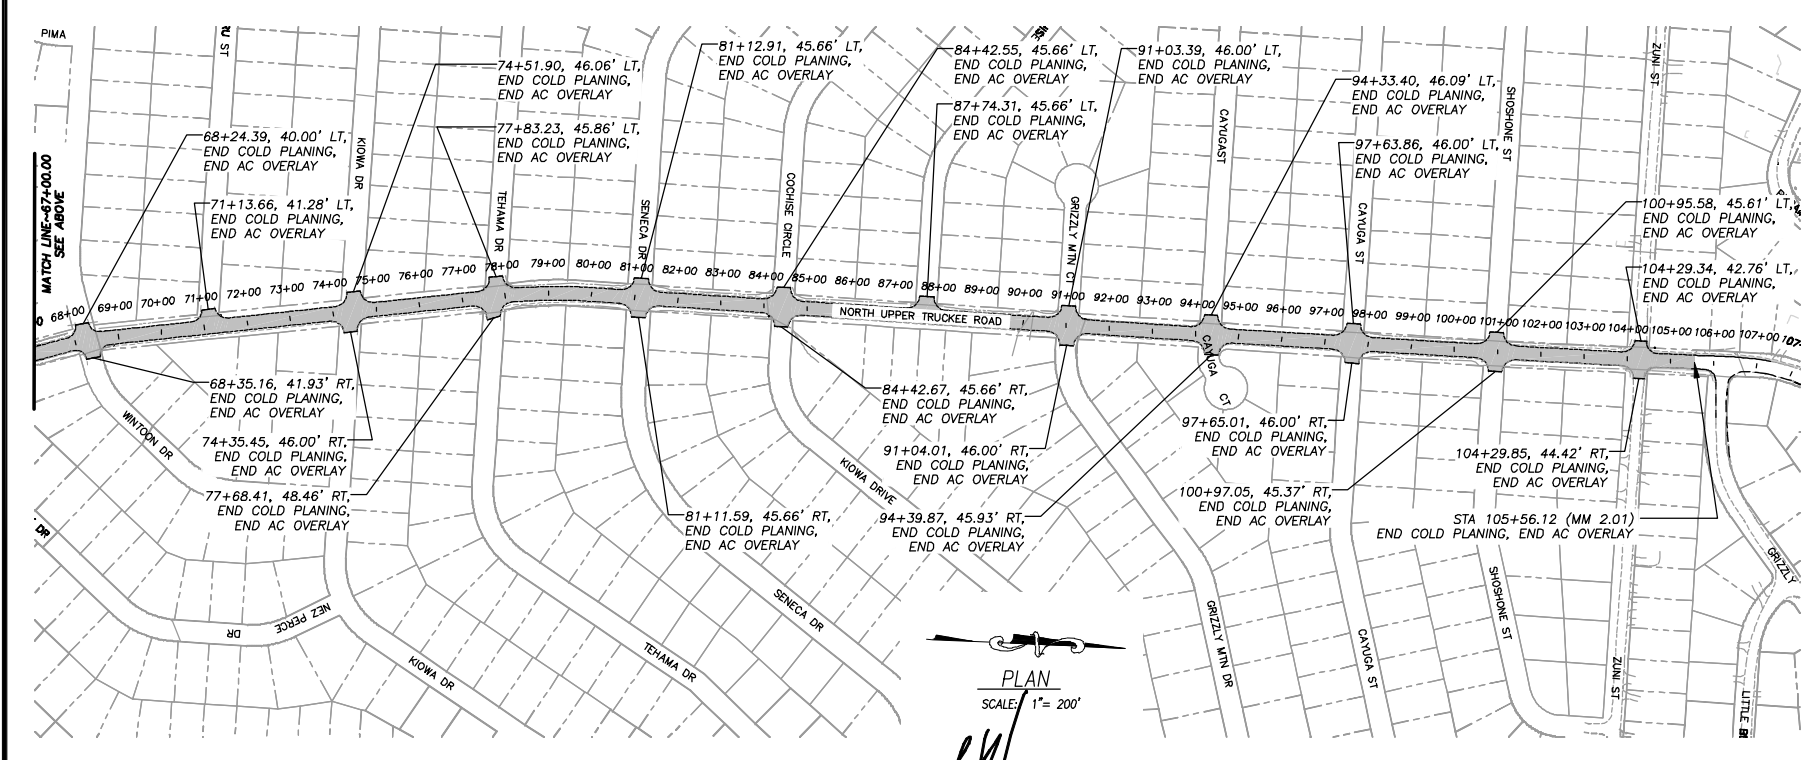 PIMA
ZUNI ST
81+12.91, 45.66' LT,
END COLD PLANING,
END AC OVERLAY
84+42.55, 45.66' LT,
END COLD PLANING,
END AC OVERLAY
91+03.39, 46.00' LT,
END COLD PLANING,
END AC OVERLAY
74+51.90, 46.06' LT,
END COLD PLANING,
END AC OVERLAY
94+33.40, 46.09' LT,
END COLD PLANING,
END AC OVERLAY
87+74.31, 45.66' LT,
END COLD PLANING,
END AC OVERLAY
77+83.23, 45.86' LT,
END COLD PLANING,
END AC OVERLAY
68+24.39, 40.00' LT,
END COLD PLANING,
END AC OVERLAY
97+63.86, 46.00' LT,
END COLD PLANING,
END AC OVERLAY
71+13.66, 41.28' LT,
END COLD PLANING,
END AC OVERLAY
100+95.58, 45.61' LT,
END COLD PLANING,
END AC OVERLAY
104+29.34, 42.76' LT,
END COLD PLANING,
END AC OVERLAY
MATCH LINE~67+00.00
SEE ABOVE
KIOWA DR
TEHAMA DR
SENECA DR
COCHISE CIRCLE
GRIZZLY MTN CT
CAYUGAST
CAYUGA ST
SHOSHONE ST
68+00 69+00 70+00 71+00 72+00 73+00 74+00 75+00 76+00 77+00 78+00 79+00 80+00 81+00 82+00 83+00 84+00 85+00 86+00 87+00 88+00 89+00 90+00 91+00 92+00 93+00 94+00 95+00 96+00 97+00 98+00 99+00 100+00 101+00 102+00 103+00 104+00 105+00 106+00 107+00
NORTH UPPER TRUCKEE ROAD
CAYUGA
CT
68+35.16, 41.93' RT,
END COLD PLANING,
END AC OVERLAY
84+42.67, 45.66' RT,
END COLD PLANING,
END AC OVERLAY
97+65.01, 46.00' RT,
END COLD PLANING,
END AC OVERLAY
74+35.45, 46.00' RT,
END COLD PLANING,
END AC OVERLAY
91+04.01, 46.00' RT,
END COLD PLANING,
END AC OVERLAY
104+29.85, 44.42' RT,
END COLD PLANING,
END AC OVERLAY
77+68.41, 48.46' RT,
END COLD PLANING,
END AC OVERLAY
100+97.05, 45.37' RT,
END COLD PLANING,
END AC OVERLAY
81+11.59, 45.66' RT,
END COLD PLANING,
END AC OVERLAY
94+39.87, 45.93' RT,
END COLD PLANING,
END AC OVERLAY
STA 105+56.12 (MM 2.01)
END COLD PLANING, END AC OVERLAY
WINTOON DR
KIOWA DRIVE
DR
NEZ PERCE
DR
KIOWA DR
TEHAMA DR
SENECA DR
GRIZZLY MTN DR
CAYUGA ST
SHOSHONE ST
ZUNI ST
GRIZZLY
LITTLE
PLAN
SCALE: 1"= 200'